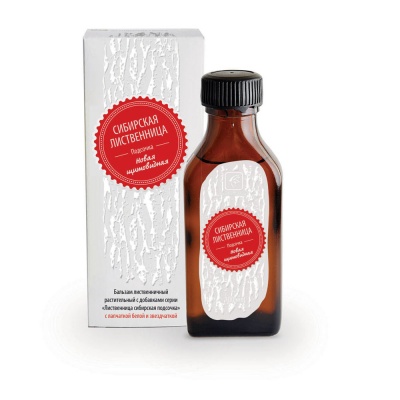 СИБИРСКАЯ
ЛИСТВЕННИЦА
Подсочка
Новая
щитовидная
Бальзам лиственничный
растительный с добавками серии
«Лиственница сибирская подсочка»
с лапчаткой белой и звездчаткой
СИБИРСКАЯ
ЛИСТВЕННИЦА
Подсочка
Новая
щитовидная